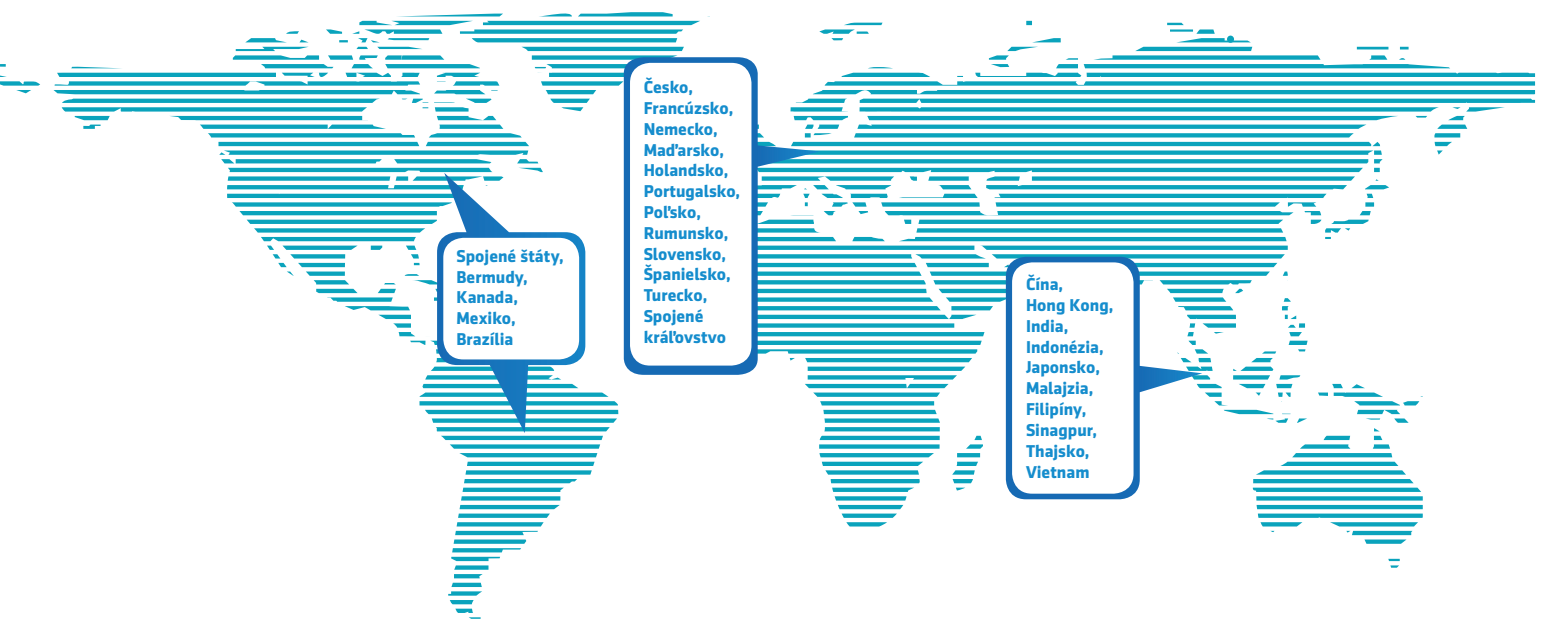 Spojené štáty,
Bermudy,
Kanada,
Mexiko,
Brazília
Česko,
Francúzsko,
Nemecko,
Maďarsko,
Holandsko,
Portugalsko,
Poľsko,
Rumunsko,
Slovensko,
Španielsko,
Turecko,
Spojené
kráľovstvo
Čína,
Hong Kong,
India,
Indonézia,
Japonsko,
Malajzia,
Filipíny,
Sinagpur,
Thajsko,
Vietnam